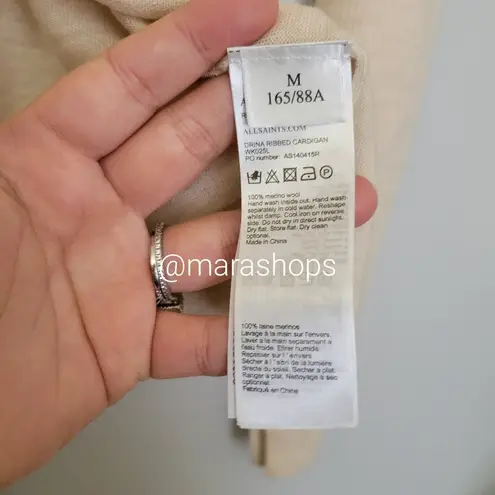 M
165/88A
ALLSAINTS.COM
DRINA RIBBED CARDIGAN
WK025L
PO number: AS140415R
100% merino wool
Hand wash inside out. Hand wash
separately in cold water. Reshape
whilst damp. Cool iron on reverse
side. Do not dry in direct sunlight.
Dry flat. Store flat. Dry clean
optional.
Made in China
@marashops
100% laine merinos
Lavage à la main sur l'envers.
Laver à la main separement à
l'eau froide. Etirer humide.
Repasser sur l'envers
Sécher à l'abri de la lumière
directe du soleil. Sécher à plat.
Ranger à plat. Nettoyage à sec
optionnel.
Fabriqué en Chine